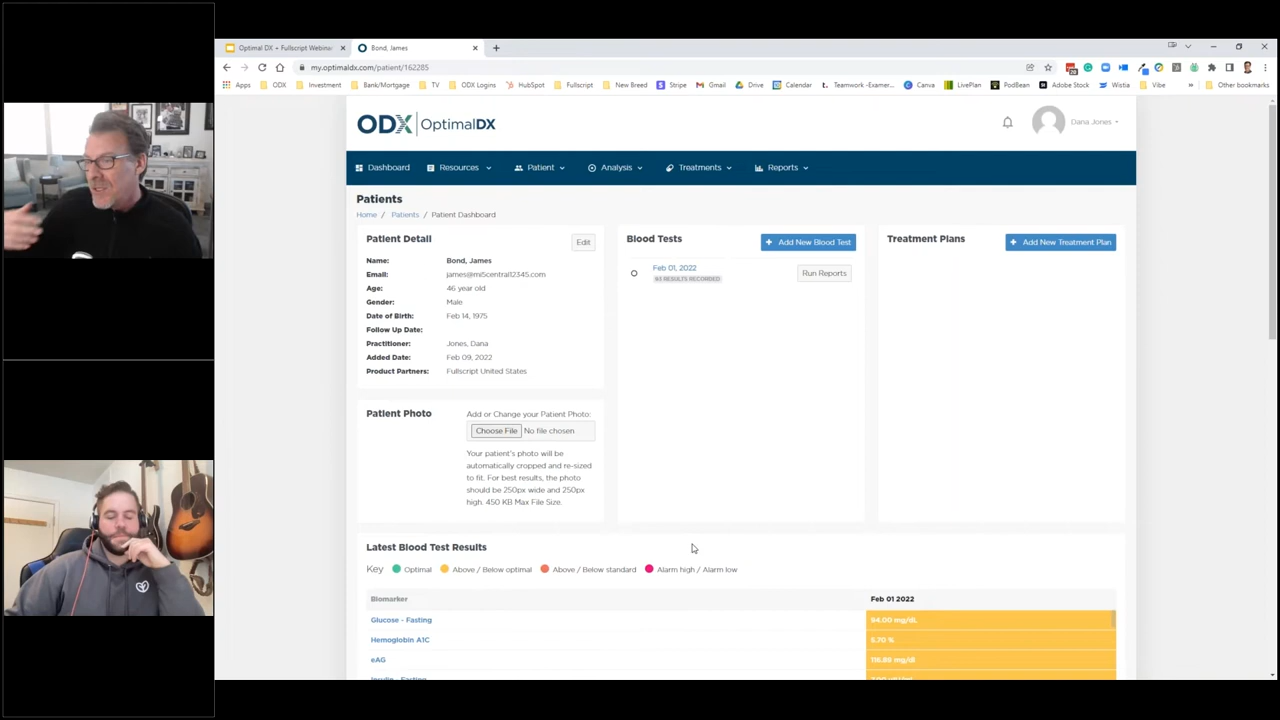 Optimal DX + Fullscript Webina
Bond, James
my.optimaldx.com/patient/162285
Apps ODX Investment Bank/Mortgage TV ODX Logins HubSpot Fullscript New Breed Stripe Gmail Drive Calendar Teamwork -Examer... Canva LivePlan PodBean Adobe Stock Wistia Vibe Other bookmarks
ODX OptimalDX
Dana Jones
Dashboard Resources Patient Analysis Treatments Reports
Patients
Home / Patients / Patient Dashboard
Patient Detail
Edit
Name: Bond, James
Email: james@mi5central12345.com
Age: 46 year old
Gender: Male
Date of Birth: Feb 14, 1975
Follow Up Date:
Practitioner: Jones, Dana
Added Date: Feb 09, 2022
Product Partners: Fullscript United States
Blood Tests
+ Add New Blood Test
Feb 01, 2022
93 RESULTS RECORDED
Run Reports
Treatment Plans
+ Add New Treatment Plan
Patient Photo
Add or Change your Patient Photo:
Choose File No file chosen
Your patient's photo will be
automatically cropped and re-sized
to fit. For best results, the photo
should be 250px wide and 250px
high. 450 KB Max File Size.
Latest Blood Test Results
Key Optimal Above / Below optimal Above / Below standard Alarm high / Alarm low
Biomarker Feb 01 2022
Glucose - Fasting 94.00 mg/dL
Hemoglobin A1C 5.70 %
eAG
Insulin - Fasting